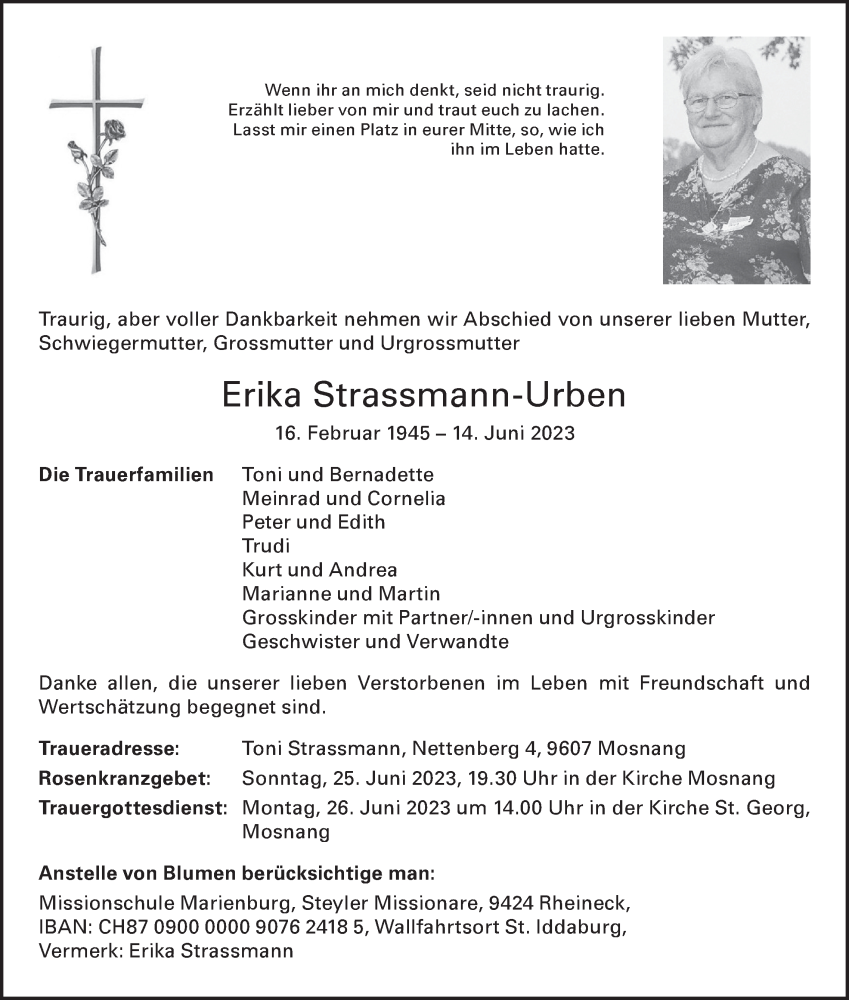 Wenn ihr an mich denkt, seid nicht traurig.
Erzählt lieber von mir und traut euch zu lachen.
Lasst mir einen Platz in eurer Mitte, so, wie ich
ihn im Leben hatte.
Traurig, aber voller Dankbarkeit nehmen wir Abschied von unserer lieben Mutter,
Schwiegermutter, Grossmutter und Urgrossmutter
Erika Strassmann-Urben
16. Februar 1945 – 14. Juni 2023
Die Trauerfamilien Toni und Bernadette
Meinrad und Cornelia
Peter und Edith
Trudi
Kurt und Andrea
Marianne und Martin
Grosskinder mit Partner/-innen und Urgrosskinder
Geschwister und Verwandte
Danke allen, die unserer lieben Verstorbenen im Leben mit Freundschaft und
Wertschätzung begegnet sind.
Traueradresse: Toni Strassmann, Nettenberg 4, 9607 Mosnang
Rosenkranzgebet: Sonntag, 25. Juni 2023, 19.30 Uhr in der Kirche Mosnang
Trauergottesdienst: Montag, 26. Juni 2023 um 14.00 Uhr in der Kirche St. Georg,
Mosnang
Anstelle von Blumen berücksichtige man:
Missionschule Marienburg, Steyler Missionare, 9424 Rheineck,
IBAN: CH87 0900 0000 9076 2418 5, Wallfahrtsort St. Iddaburg,
Vermerk: Erika Strassmann